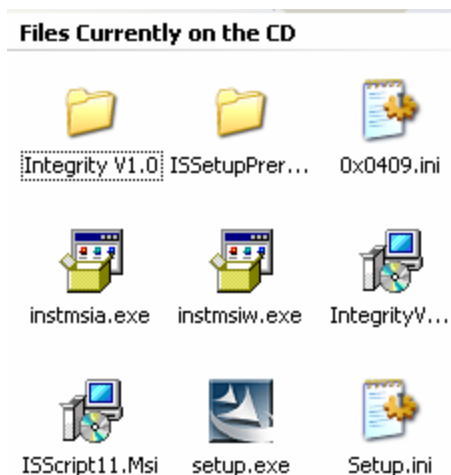 Files Currently on the CD
Integrity V1.0 ISSetupPrer... 0x0409.ini
instmsia.exe instmsiw.exe IntegrityV...
ISScript11.Msi setup.exe Setup.ini